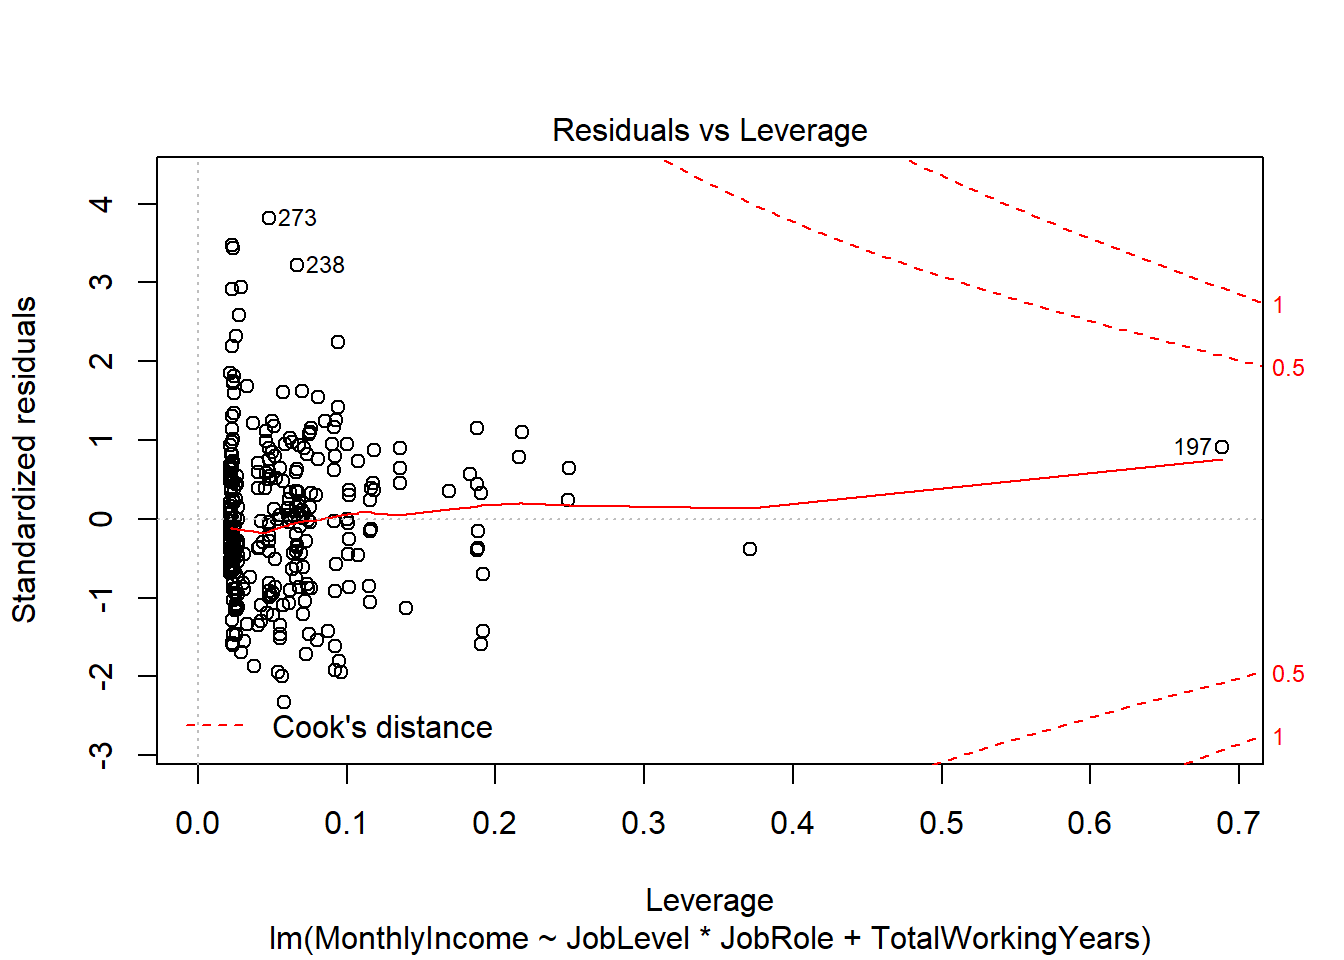 Residuals vs Leverage
Standardized residuals
4
3
2
1
0
-1
-2
-3
273
238
197
1
0.5
0.5
1
Cook's distance
0.0 0.1 0.2 0.3 0.4 0.5 0.6 0.7
Leverage
lm(MonthlyIncome ~ JobLevel * JobRole + TotalWorkingYears)